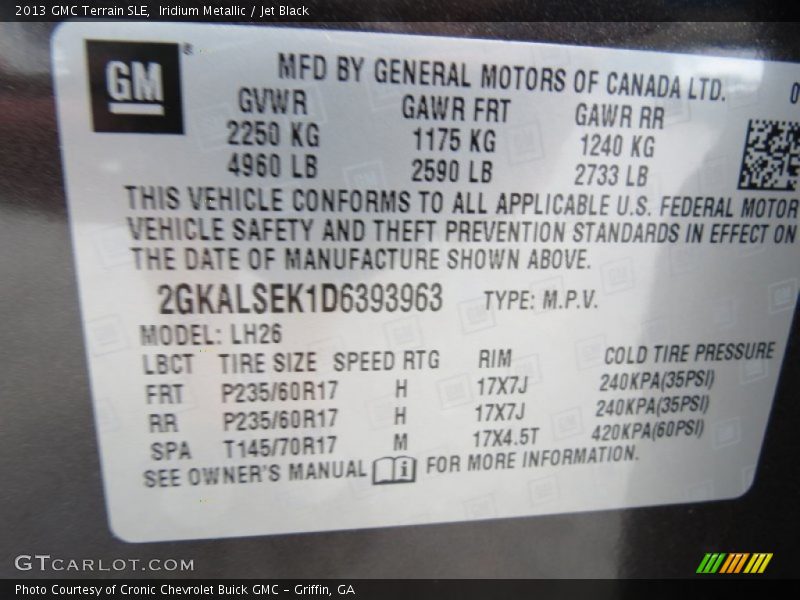 2013 GMC Terrain SLE, Iridium Metallic / Jet Black
GM ®
MFD BY GENERAL MOTORS OF CANADA LTD. 0
GVWR GAWR FRT GAWR RR
2250 KG 1175 KG 1240 KG
4960 LB 2590 LB 2733 LB
THIS VEHICLE CONFORMS TO ALL APPLICABLE U.S. FEDERAL MOTOR
VEHICLE SAFETY AND THEFT PREVENTION STANDARDS IN EFFECT ON
THE DATE OF MANUFACTURE SHOWN ABOVE.
2GKALSEK1D6393963 TYPE: M.P.V.
MODEL: LH26
LBCT TIRE SIZE SPEED RTG RIM COLD TIRE PRESSURE
FRT P235/60R17 H 17X7J 240KPA(35PSI)
RR P235/60R17 H 17X7J 240KPA(35PSI)
SPA T145/70R17 M 17X4.5T 420KPA(60PSI)
SEE OWNER'S MANUAL FOR MORE INFORMATION.
GTCARLOT.COM
Photo Courtesy of Cronic Chevrolet Buick GMC – Griffin, GA